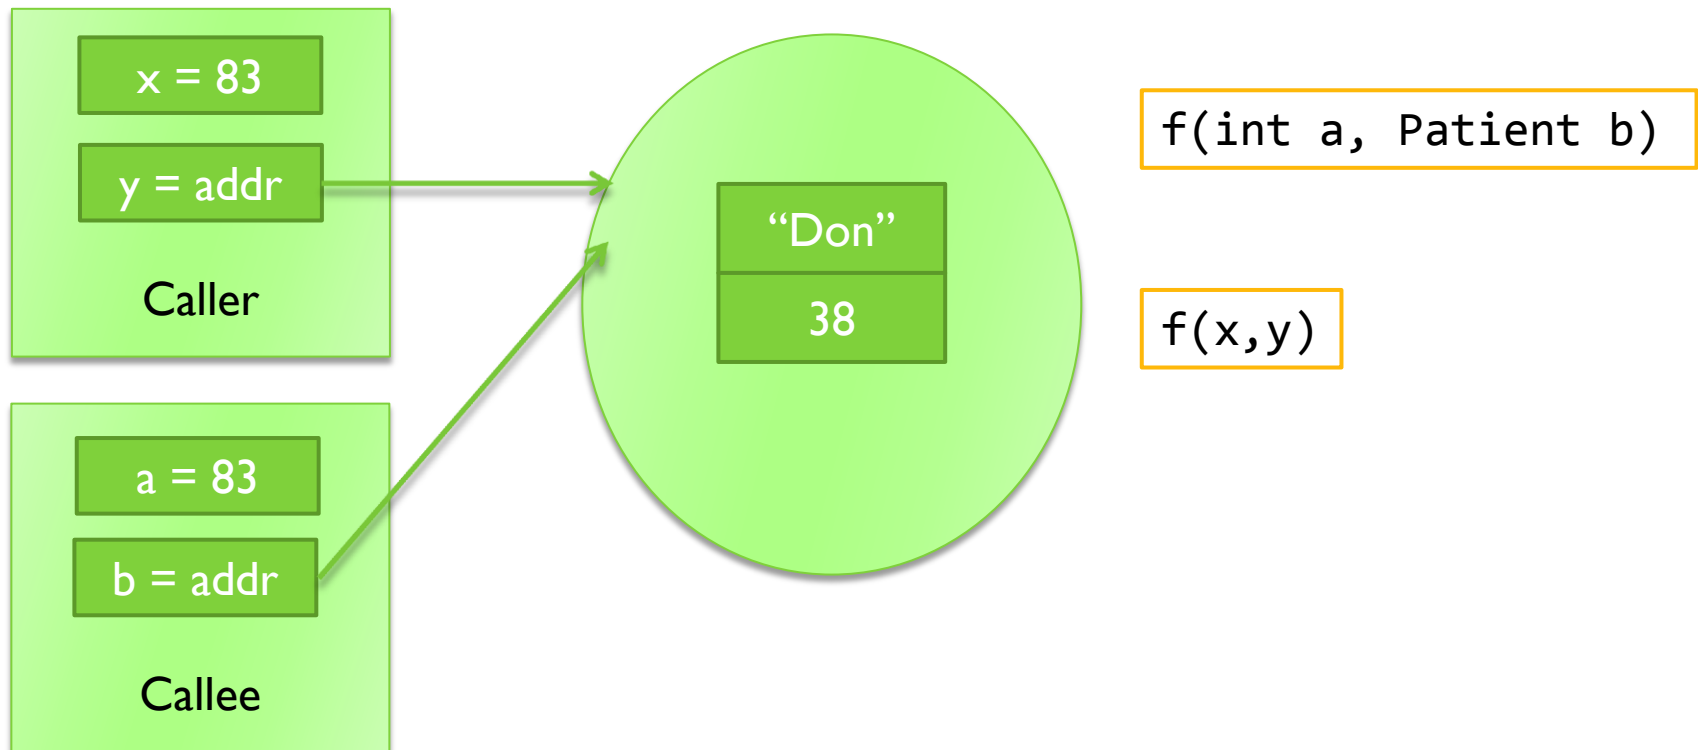 x = 83
y = addr
Caller
a = 83
b = addr
Callee
“Don”
38
f(int a, Patient b)
f(x,y)